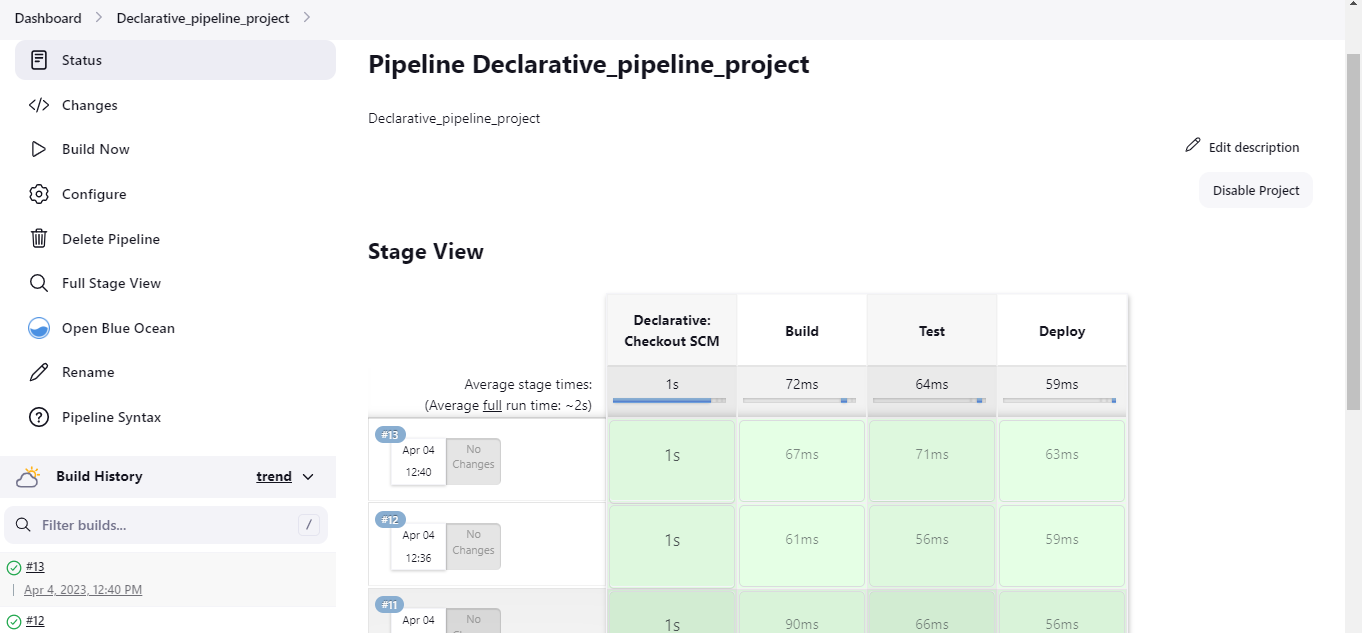 Dashboard > Declarative_pipeline_project >
Status
Changes
Build Now
Configure
Delete Pipeline
Full Stage View
Open Blue Ocean
Rename
Pipeline Syntax
Build History
trend
Filter builds...
/
#13
Apr 4, 2023, 12:40 PM
#12
Pipeline Declarative_pipeline_project
Declarative_pipeline_project
Edit description
Disable Project
Stage View
Declarative:
Checkout SCM
Build
Test
Deploy
Average stage times:
(Average full run time: ~2s)
1s
72ms
64ms
59ms
#13
Apr 04
12:40
No
Changes
1s
67ms
71ms
63ms
#12
Apr 04
12:36
No
Changes
1s
61ms
56ms
59ms
#11
Apr 04
No
1s
90ms
66ms
56ms